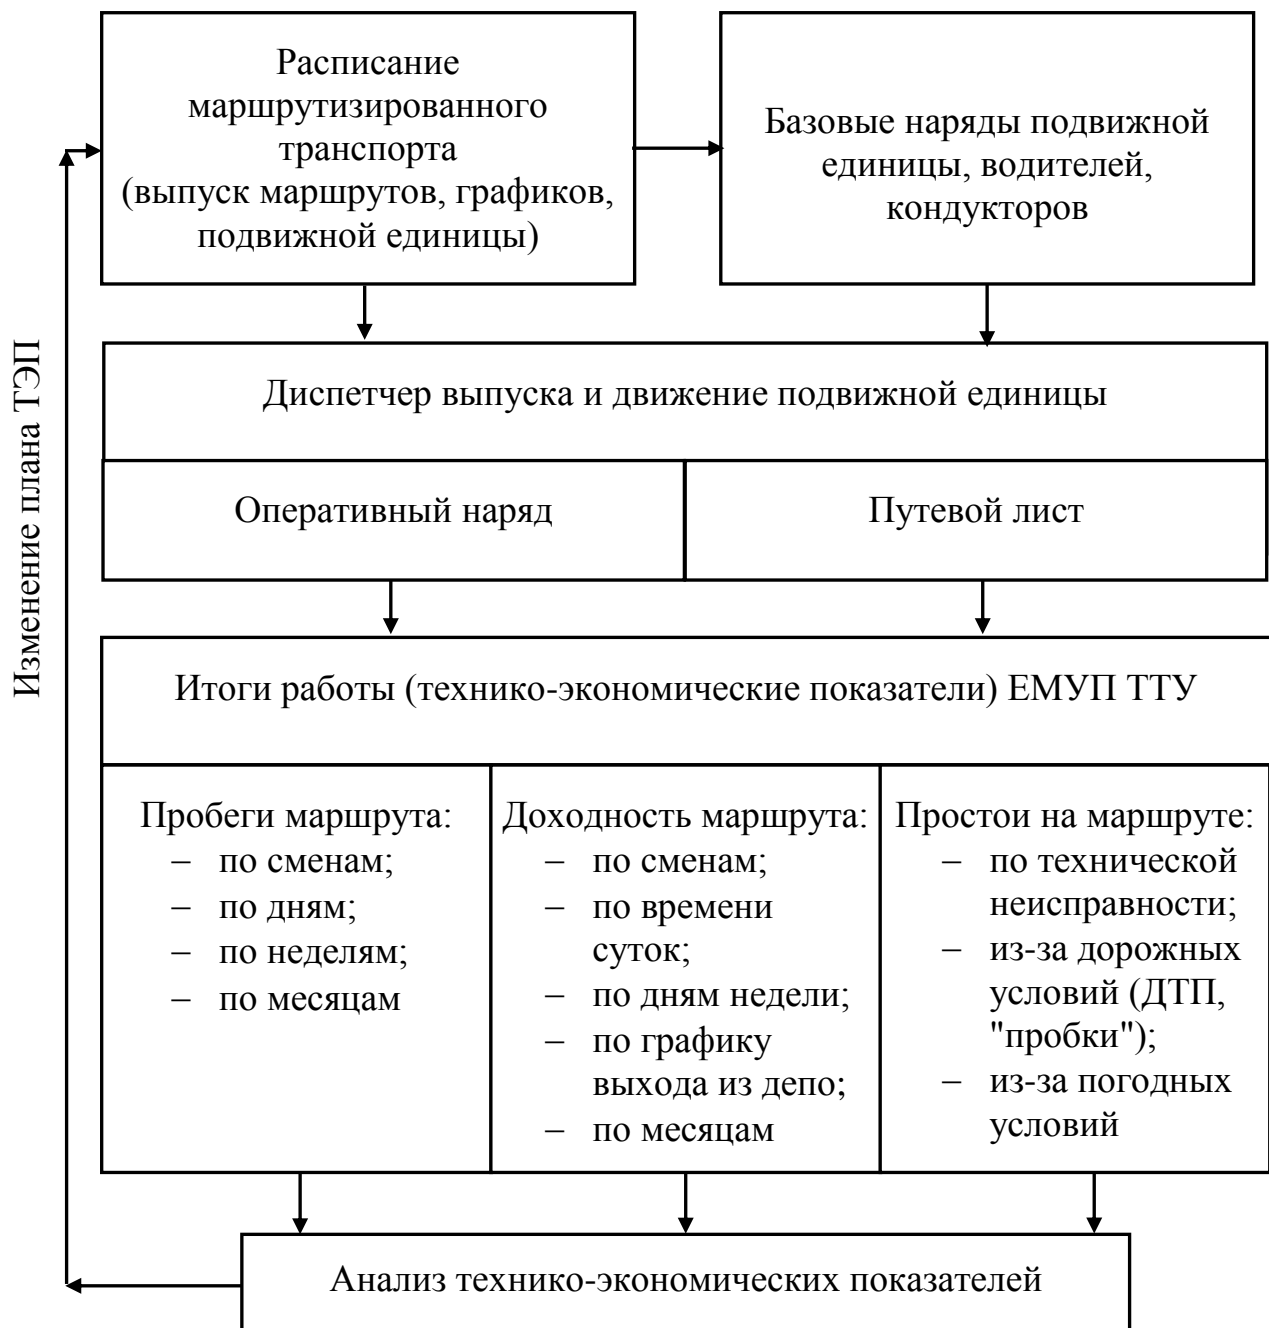 Расписание
маршрутизированного
транспорта
(выпуск маршрутов, графиков,
подвижной единицы)
Базовые наряды подвижной
единицы, водителей,
кондукторов
Изменение плана ТЭП
Диспетчер выпуска и движение подвижной единицы
Оперативный наряд
Путевой лист
Итоги работы (технико-экономические показатели) ЕМУП ТТУ
Пробеги маршрута:
– по сменам;
– по дням;
– по неделям;
– по месяцам
Доходность маршрута:
– по сменам;
– по времени
суток;
– по дням недели;
– по графику
выхода из депо;
– по месяцам
Простои на маршруте:
– по технической
неисправности;
– из-за дорожных
условий (ДТП,
"пробки");
– из-за погодных
условий
Анализ технико-экономических показателей